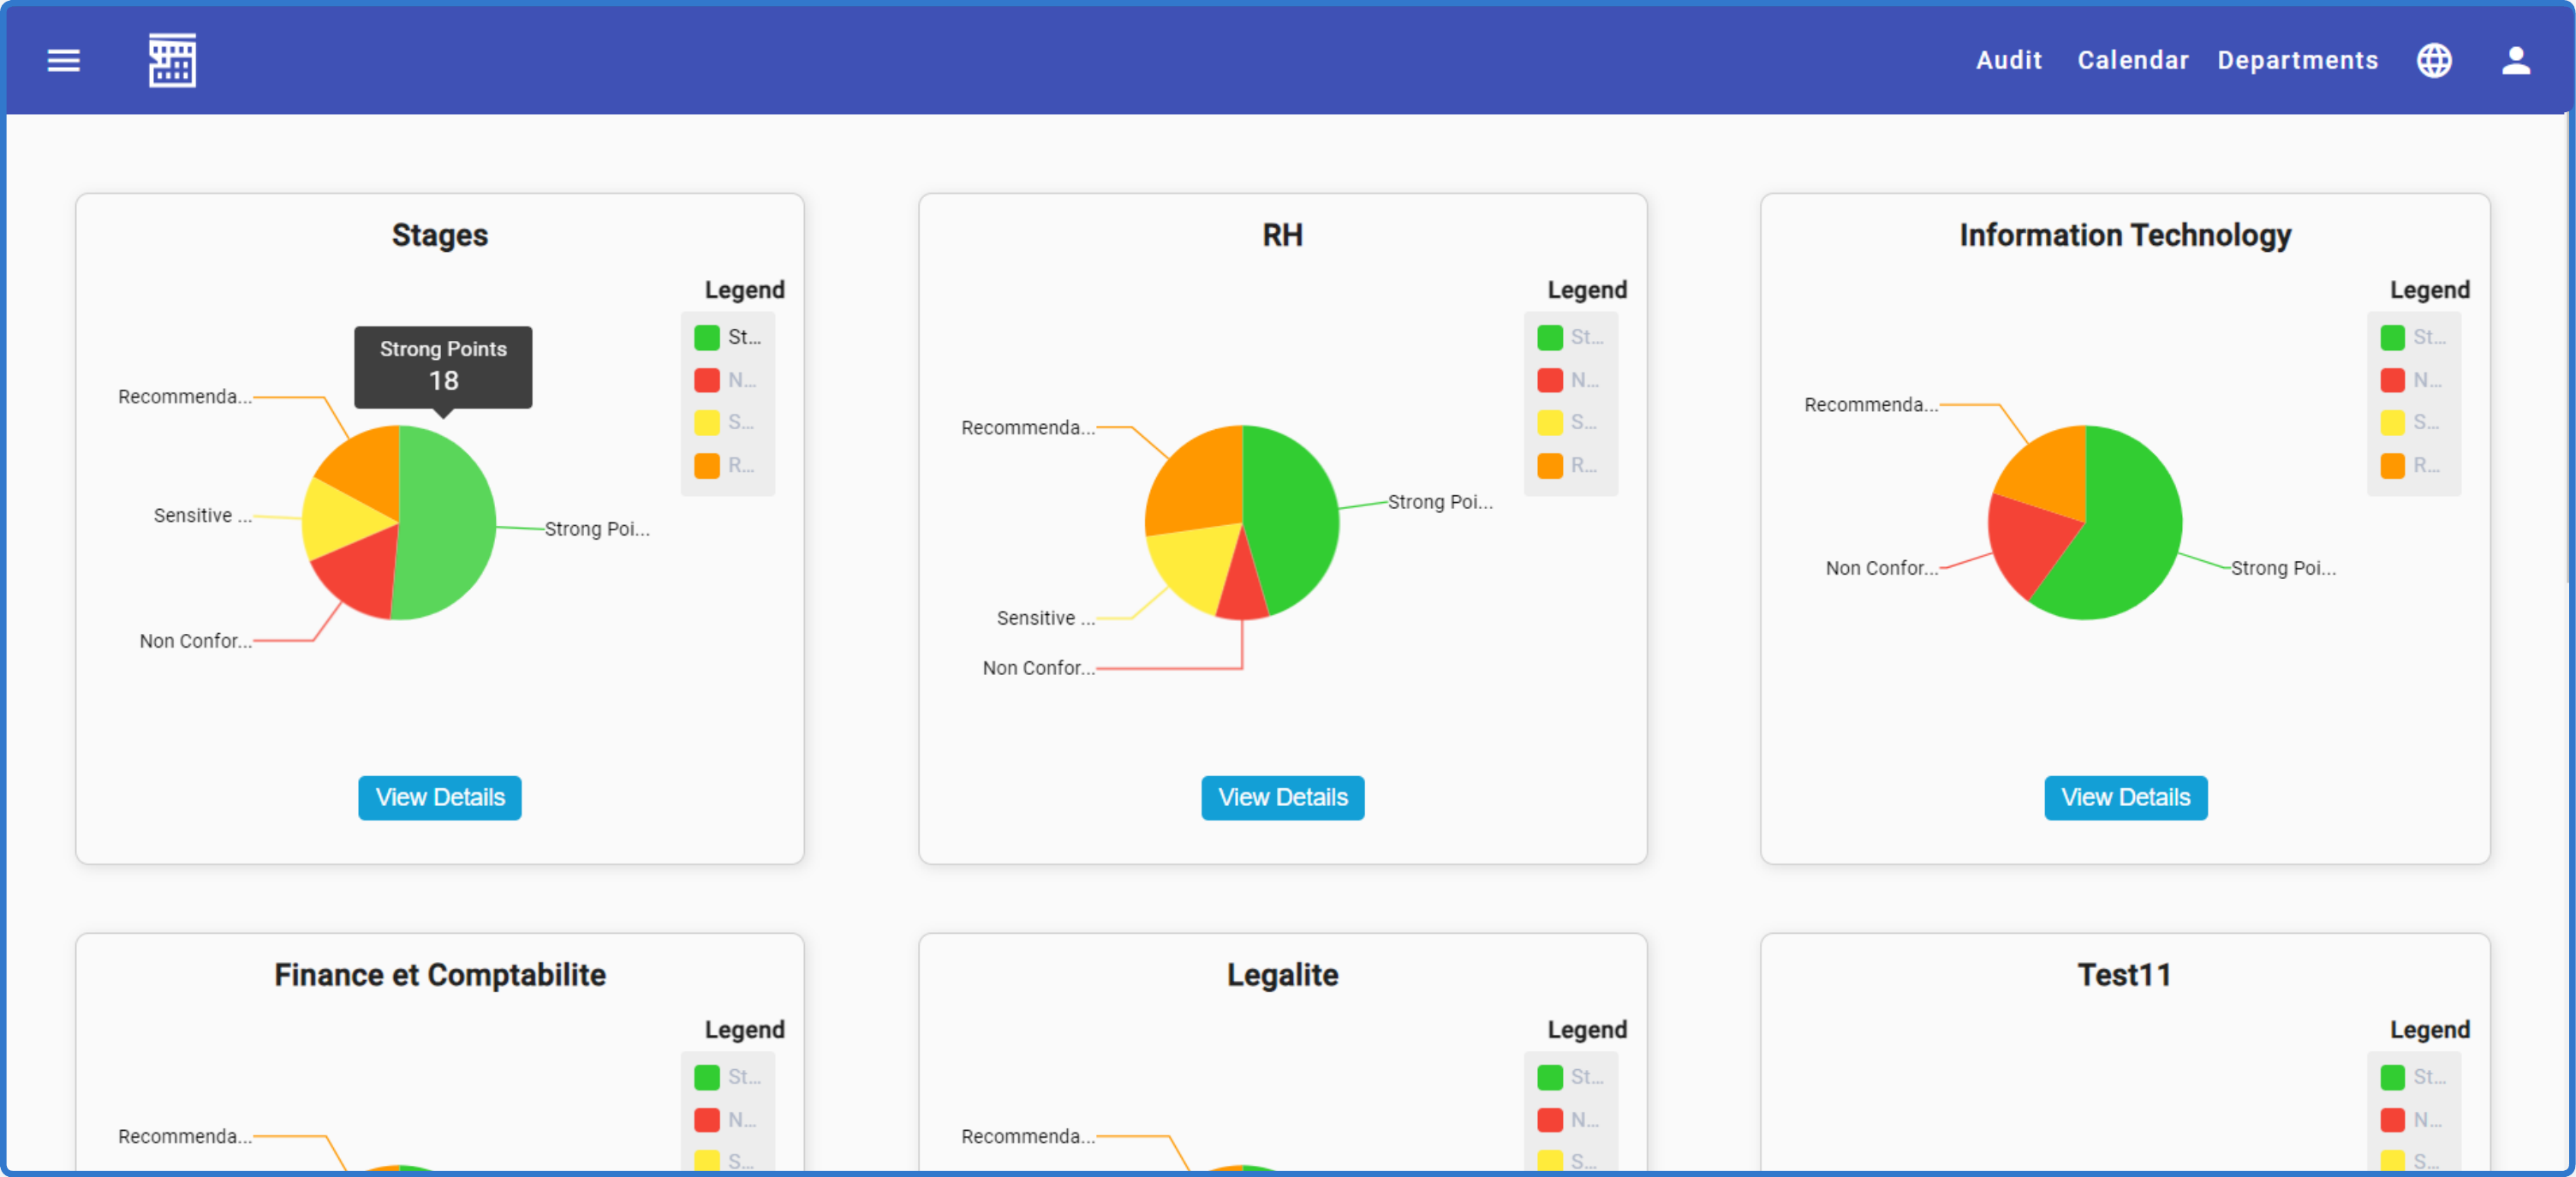 Audit Calendar Departments
Stages
Legend
St...
N...
S...
R...
Strong Points
18
Recommenda...
Sensitive ...
Strong Poi...
Non Confor...
View Details
RH
Legend
St...
N...
S...
R...
Recommenda...
Strong Poi...
Sensitive ...
Non Confor...
View Details
Information Technology
Legend
St...
N...
S...
R...
Recommenda...
Non Confor...
Strong Poi...
View Details
Finance et Comptabilite
Legend
St...
N...
S...
Recommenda...
Legalite
Legend
St...
N...
S...
Recommenda...
Test11
Legend
St...
N...
S...